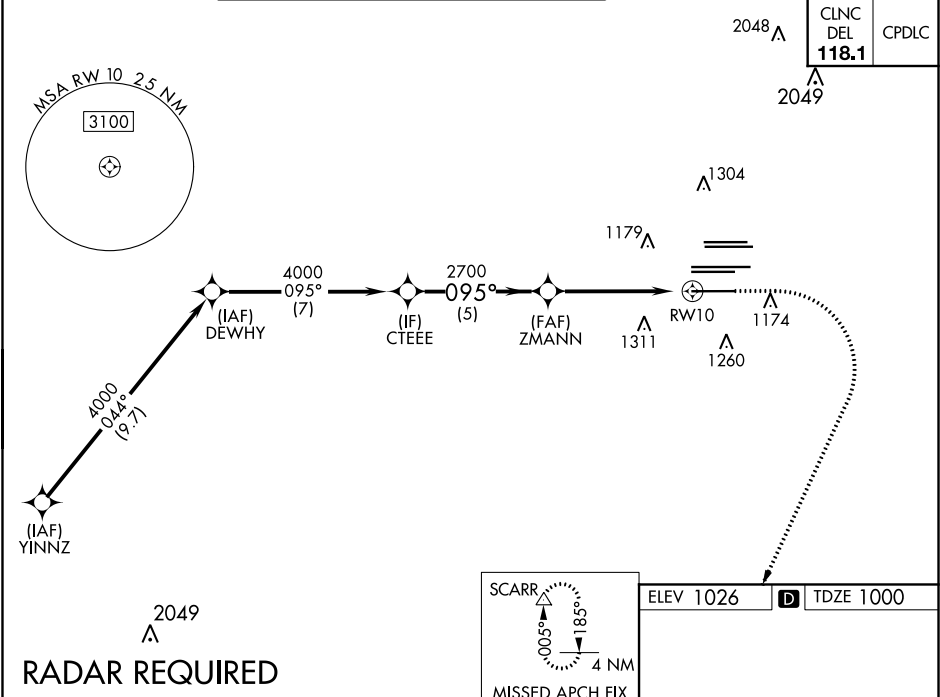 2048
CLNC
DEL
118.1
CPDLC
2049
MSA RW 10 25 NM
3100
1304
1179
4000
095°
(7)
2700
095°
(5)
(IAF)
DEWHY
(IF)
CTEEE
(FAF)
ZMANN
RW10
1174
1311
1260
4000
044°
(9.7)
(IAF)
YINNZ
2049
RADAR REQUIRED
SCARR
005°
185°
4 NM
MISSED APCH FIX
ELEV 1026
D
TDZE 1000